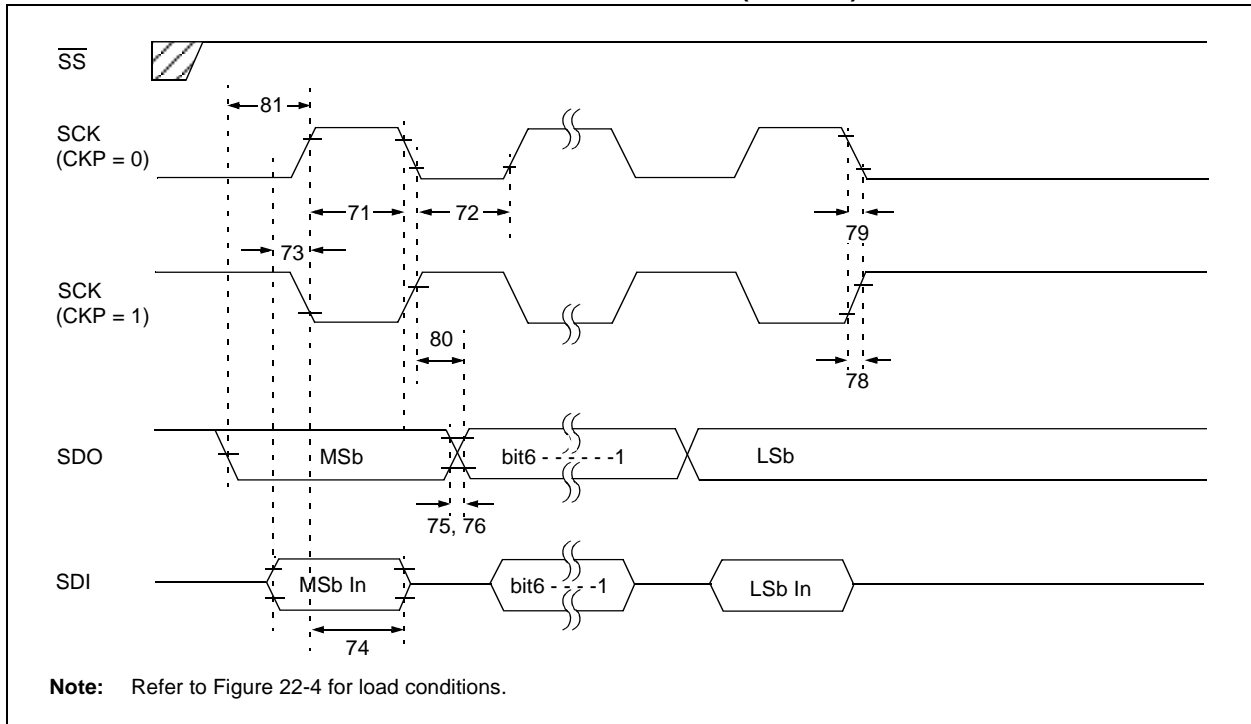 SS
81
SCK
(CKP = 0)
71
72
79
73
SCK
(CKP = 1)
80
78
SDO
MSb
bit6 - - - - - - -1
LSb
75, 76
SDI
MSb In
bit6 - - - - -1
LSb In
74
Note: Refer to Figure 22-4 for load conditions.